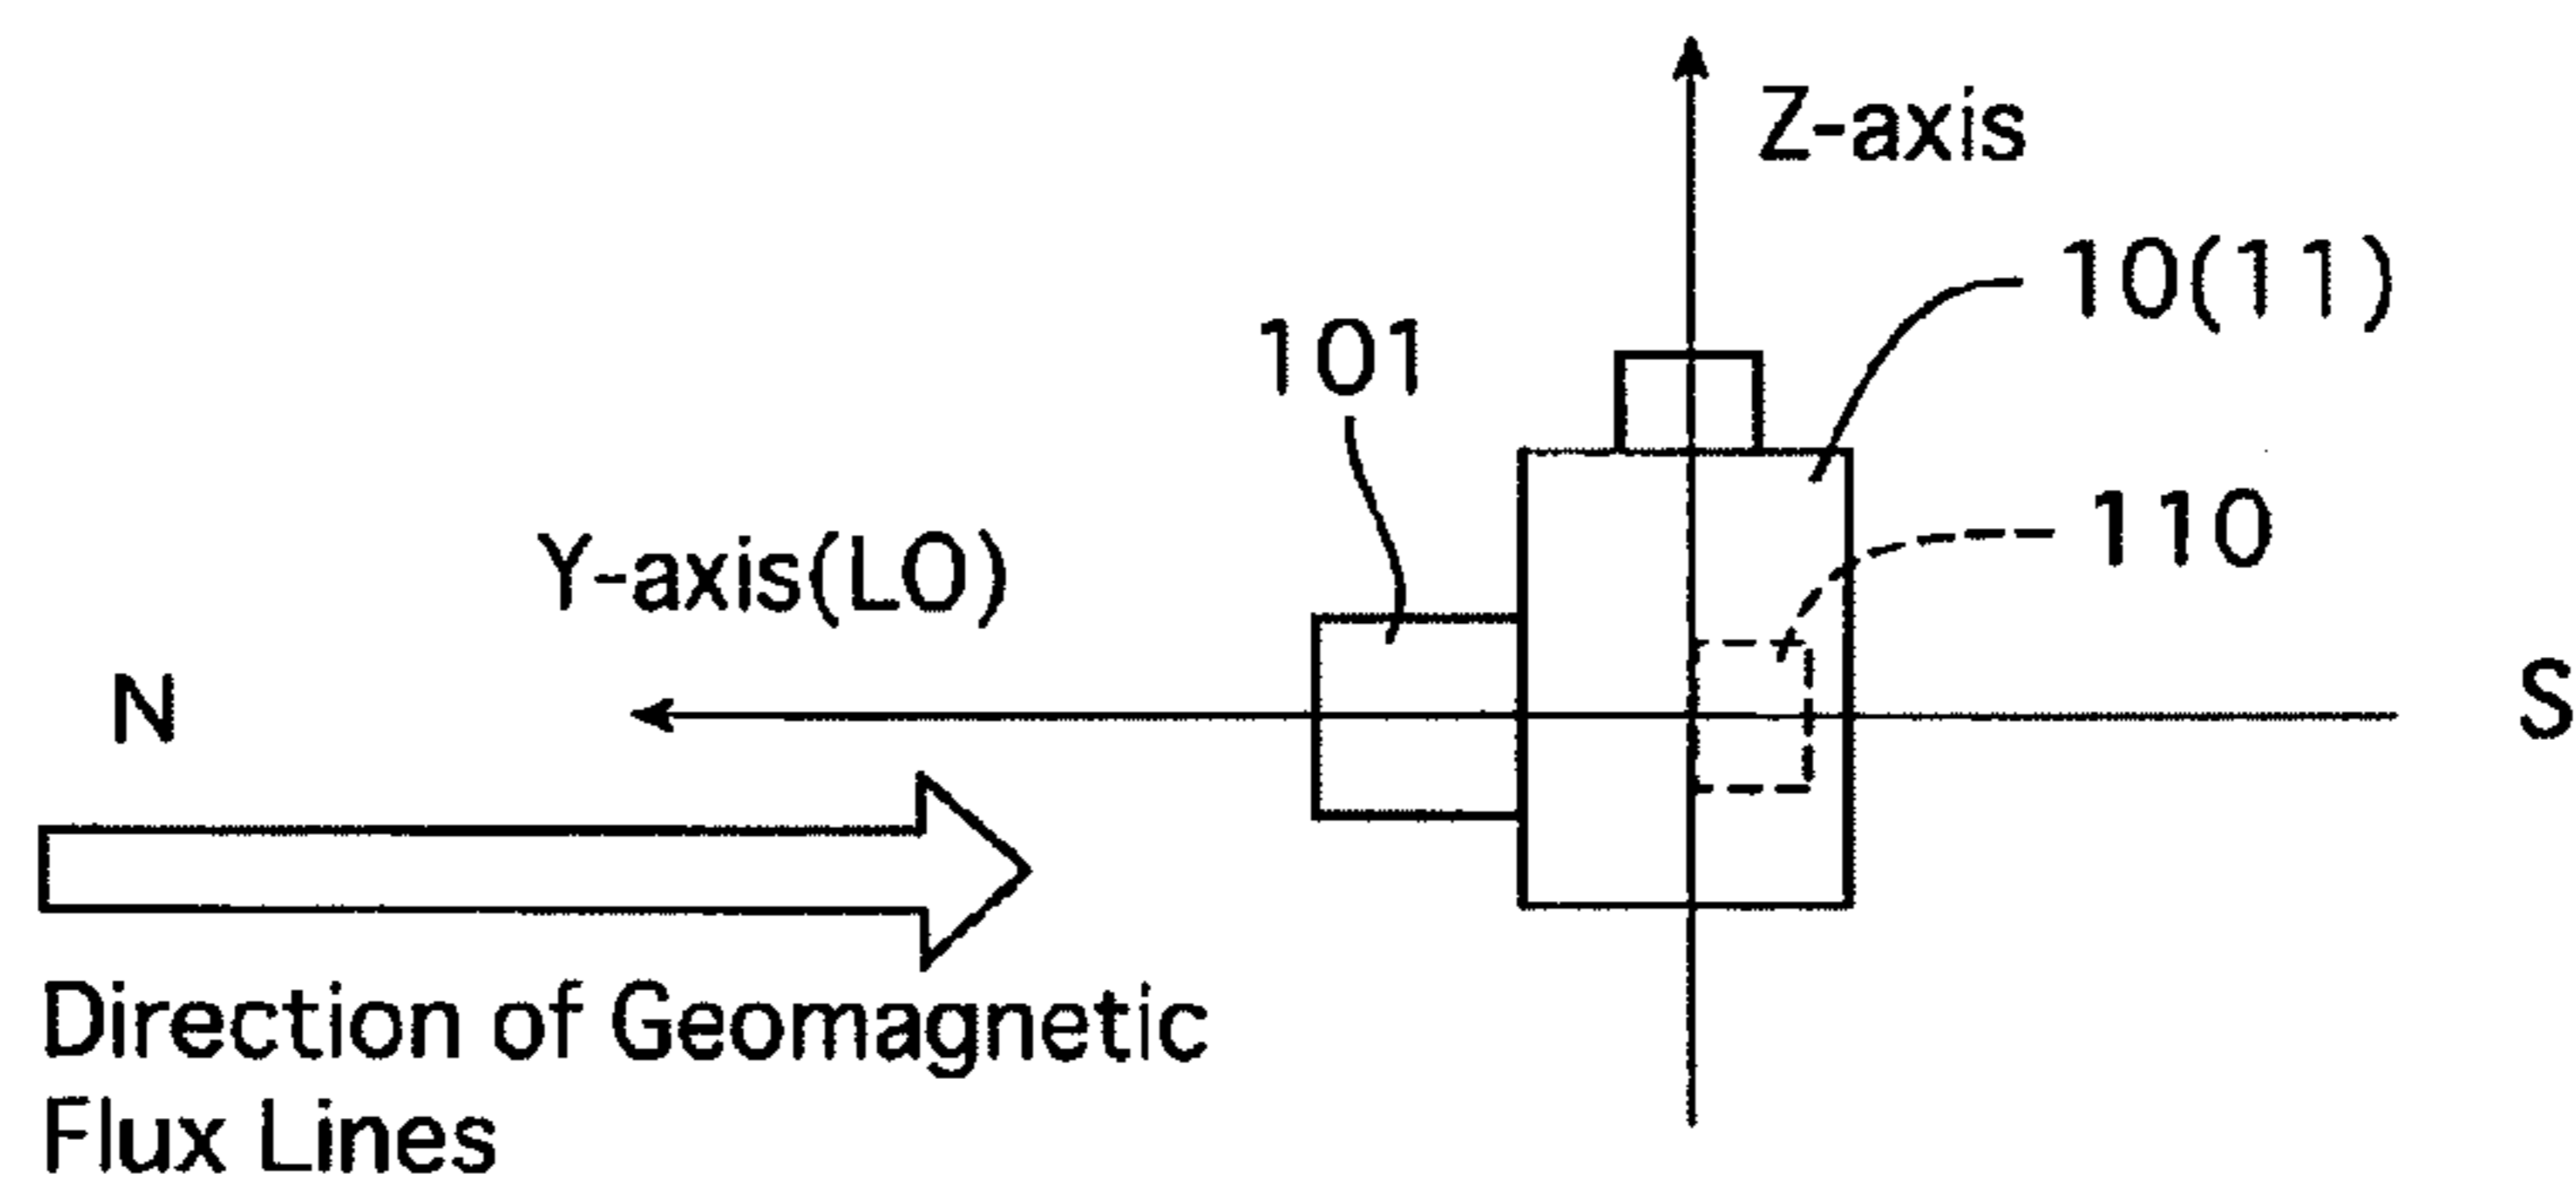 Z-axis
10(11)
101
110
Y-axis(LO)
N
S
Direction of Geomagnetic
Flux Lines